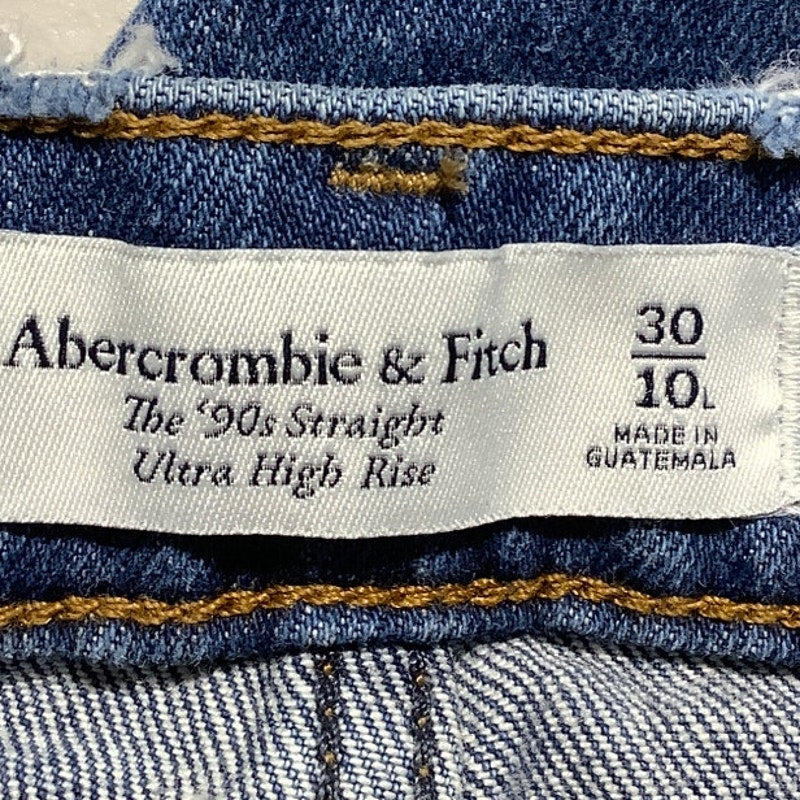 Abercrombie & Fitch
The '90s Straight
Ultra High Rise
30
10L
MADE IN
GUATEMALA